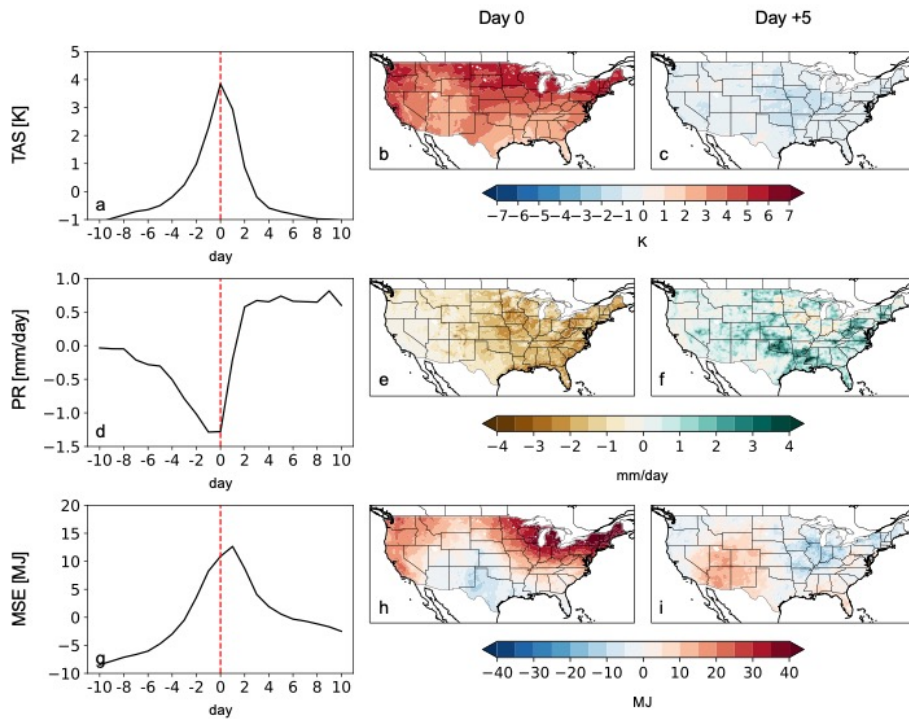 Day 0
Day +5
TAS [K]
5
4
3
2
1
0
−1
a
-10 -8 -6 -4 -2 0 2 4 6 8 10
day
b
c
−7−6−5−4−3−2−1 0 1 2 3 4 5 6 7
K
PR [mm/day]
1.0
0.5
0.0
−0.5
−1.0
−1.5
d
-10 -8 -6 -4 -2 0 2 4 6 8 10
day
e
f
−4 −3 −2 −1 0 1 2 3 4
mm/day
MSE [MJ]
20
15
10
5
0
−5
−10
g
-10 -8 -6 -4 -2 0 2 4 6 8 10
day
h
i
−40 −30 −20 −10 0 10 20 30 40
MJ